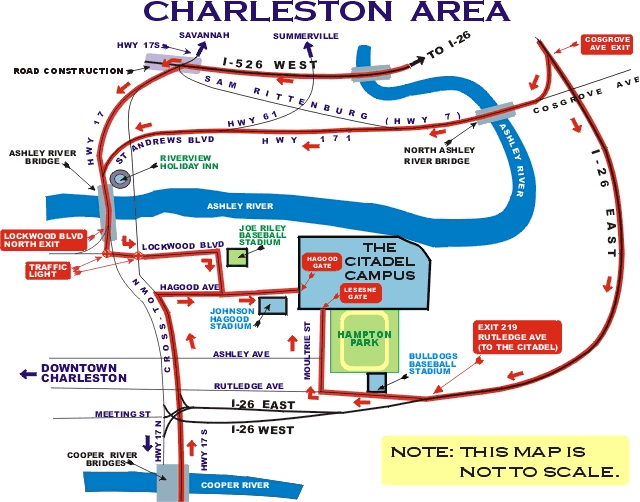 CHARLESTON AREA
HWY 17S
SAVANNAH
SUMMERVILLE
TO I-26
COSGROVE
AVE EXIT
ROAD CONSTRUCTION
I-526 WEST
SAM RITTENBURG (HWY 7)
COSGROVE AVE
HWY 17
HWY 61
HWY 171
ST ANDREWS BLVD
NORTH ASHLEY
RIVER BRIDGE
ASHLEY RIVER
I-26 EAST
ASHLEY RIVER
BRIDGE
RIVERVIEW
HOLIDAY INN
ASHLEY RIVER
LOCKWOOD BLVD
NORTH EXIT
LOCKWOOD BLVD
JOE RILEY
BASEBALL
STADIUM
THE
CITADEL
CAMPUS
HAGOOD
GATE
TRAFFIC
LIGHT
HAGOOD AVE
LESESNE
GATE
CROSS-TOWN
JOHNSON
HAGOOD
STADIUM
MOULTRIE ST
HAMPTON
PARK
EXIT 219
RUTLEDGE AVE
(TO THE CITADEL)
ASHLEY AVE
BULLDOGS
BASEBALL
STADIUM
DOWNTOWN
CHARLESTON
RUTLEDGE AVE
I-26 EAST
MEETING ST
I-26 WEST
HWY 17 N
HWY 17 S
COOPER RIVER
BRIDGES
COOPER RIVER
NOTE: THIS MAP IS
NOT TO SCALE.